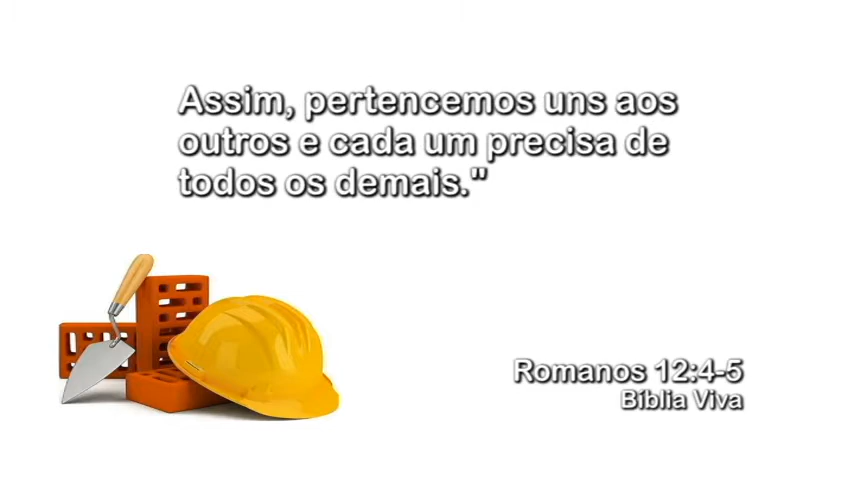 Assim, pertencemos uns aos
outros e cada um precisa de
todos os demais."
Romanos 12:4-5
Bíblia Viva